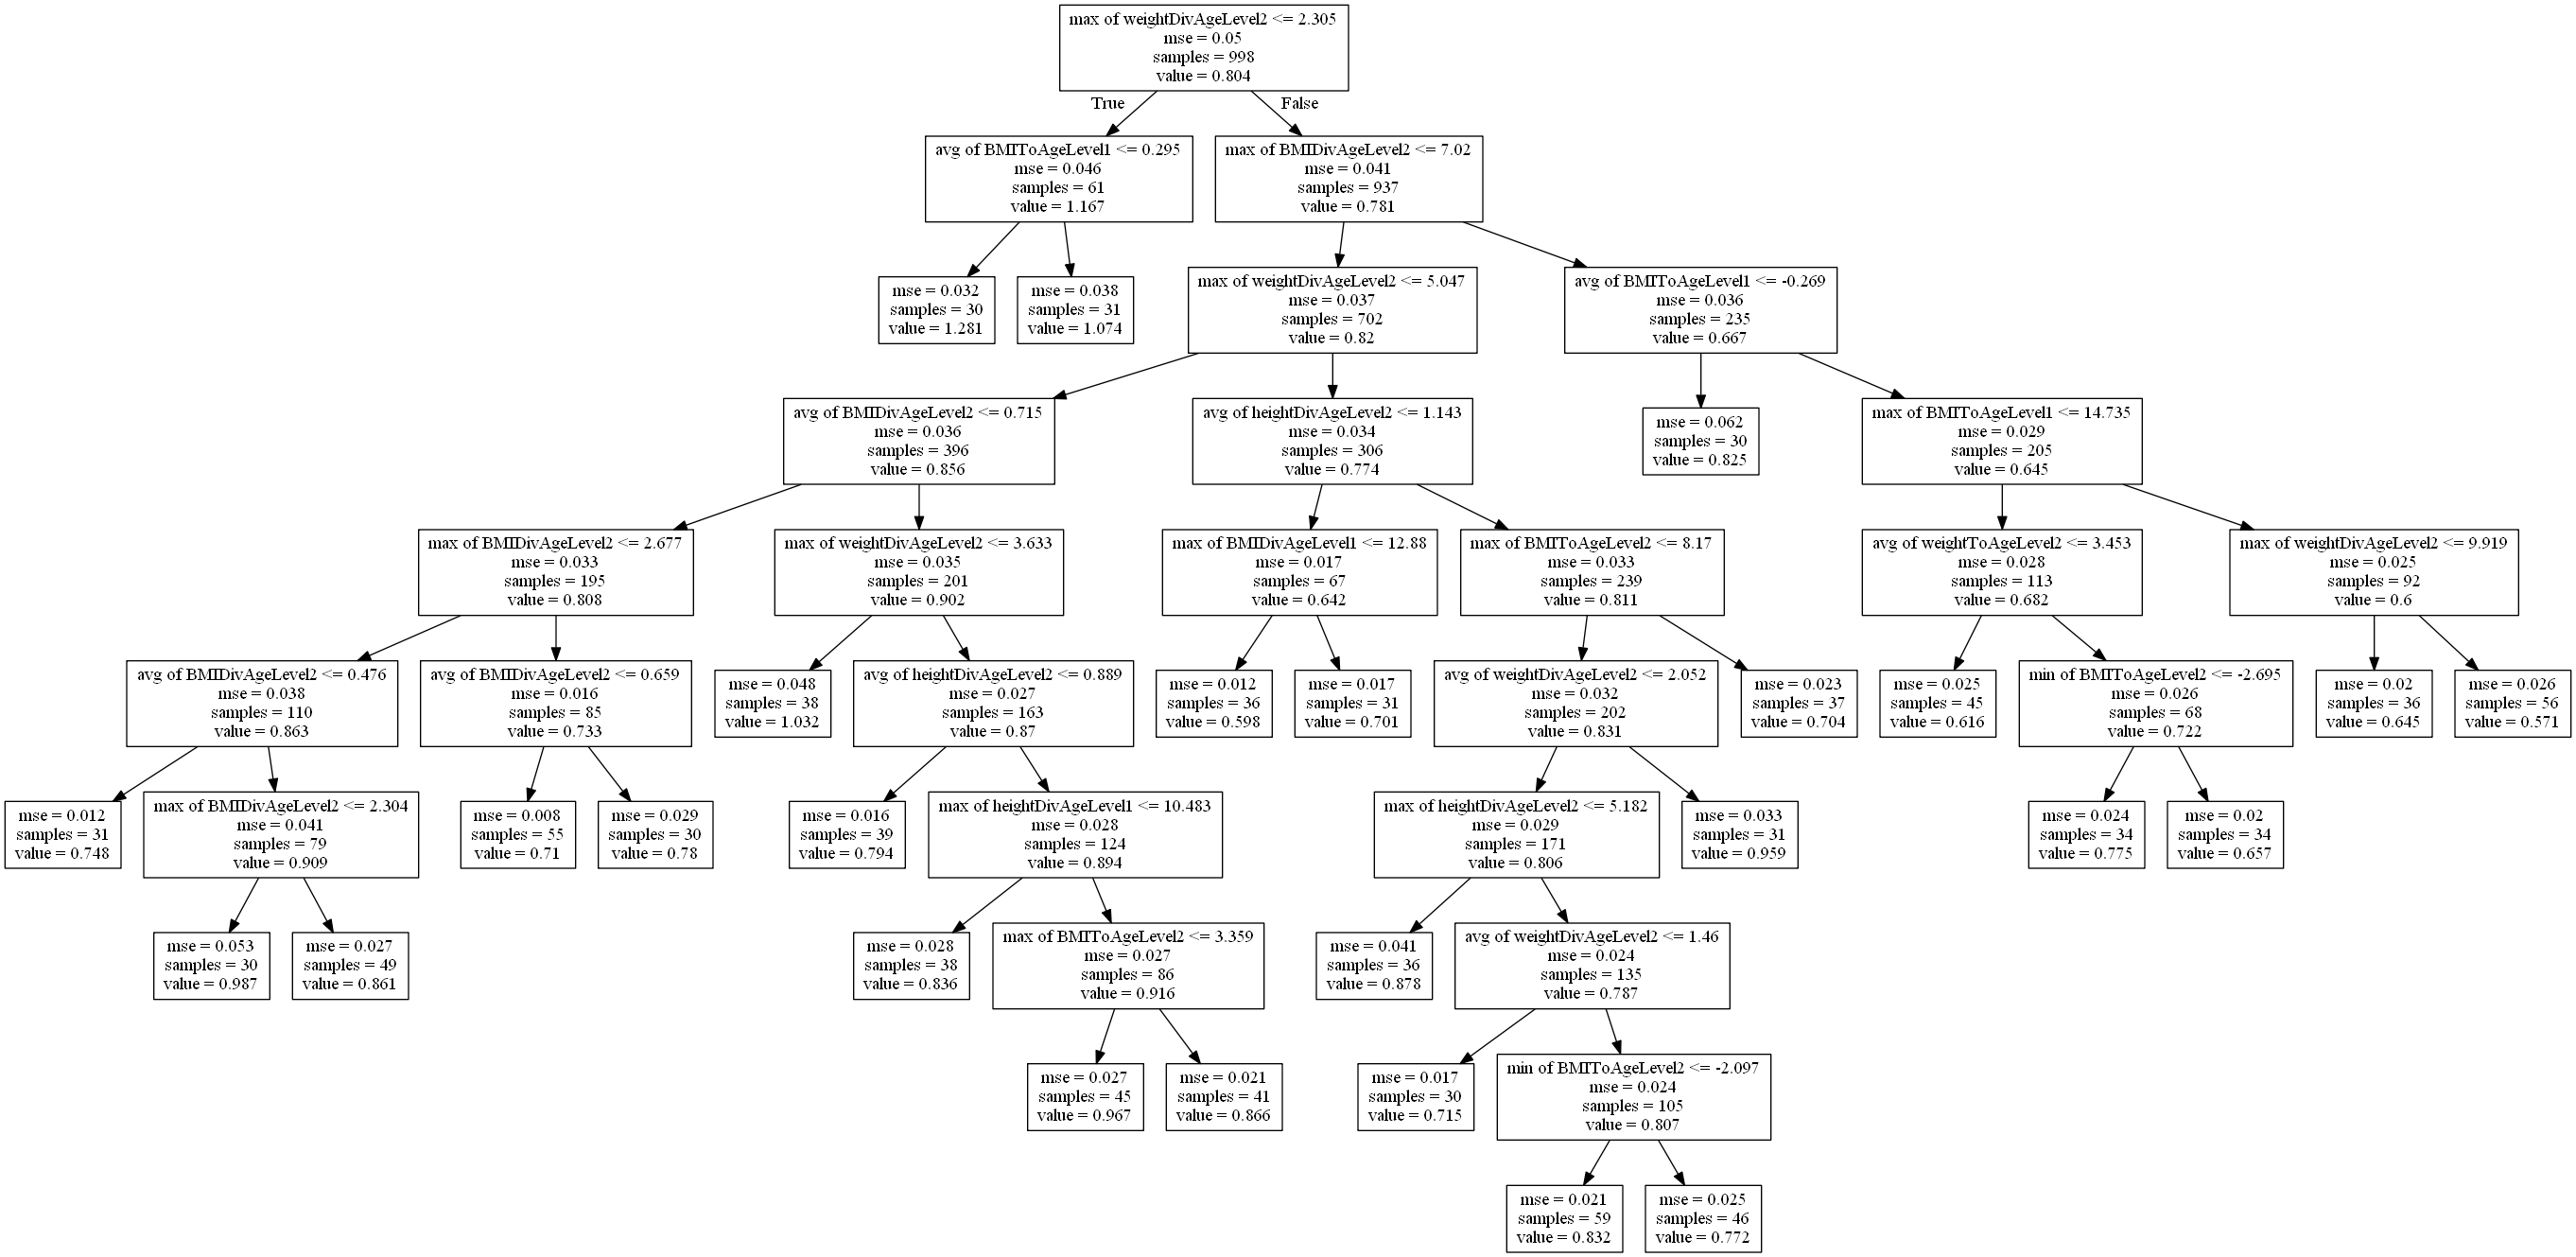 max of weightDivAgeLevel2 <= 2.305
mse = 0.05
samples = 998
value = 0.804
True
False
avg of BMIToAgeLevel1 <= 0.295
mse = 0.046
samples = 61
value = 1.167
max of BMIDivAgeLevel2 <= 7.02
mse = 0.041
samples = 937
value = 0.781
mse = 0.032
samples = 30
value = 1.281
mse = 0.038
samples = 31
value = 1.074
max of weightDivAgeLevel2 <= 5.047
mse = 0.037
samples = 702
value = 0.82
avg of BMIToAgeLevel1 <= -0.269
mse = 0.036
samples = 235
value = 0.667
avg of BMIDivAgeLevel2 <= 0.715
mse = 0.036
samples = 396
value = 0.856
avg of heightDivAgeLevel2 <= 1.143
mse = 0.034
samples = 306
value = 0.774
mse = 0.062
samples = 30
value = 0.825
max of BMIToAgeLevel1 <= 14.735
mse = 0.029
samples = 205
value = 0.645
max of BMIDivAgeLevel2 <= 2.677
mse = 0.033
samples = 195
value = 0.808
max of weightDivAgeLevel2 <= 3.633
mse = 0.035
samples = 201
value = 0.902
max of BMIDivAgeLevel1 <= 12.88
mse = 0.017
samples = 67
value = 0.642
max of BMIToAgeLevel2 <= 8.17
mse = 0.033
samples = 239
value = 0.811
avg of weightToAgeLevel2 <= 3.453
mse = 0.028
samples = 113
value = 0.682
max of weightDivAgeLevel2 <= 9.919
mse = 0.025
samples = 92
value = 0.6
avg of BMIDivAgeLevel2 <= 0.476
mse = 0.038
samples = 110
value = 0.863
avg of BMIDivAgeLevel2 <= 0.659
mse = 0.016
samples = 85
value = 0.733
mse = 0.048
samples = 38
value = 1.032
avg of heightDivAgeLevel2 <= 0.889
mse = 0.027
samples = 163
value = 0.87
mse = 0.012
samples = 36
value = 0.598
mse = 0.017
samples = 31
value = 0.701
avg of weightDivAgeLevel2 <= 2.052
mse = 0.032
samples = 202
value = 0.831
mse = 0.023
samples = 37
value = 0.704
mse = 0.025
samples = 45
value = 0.616
min of BMIToAgeLevel2 <= -2.695
mse = 0.026
samples = 68
value = 0.722
mse = 0.02
samples = 36
value = 0.645
mse = 0.026
samples = 56
value = 0.571
mse = 0.012
samples = 31
value = 0.748
max of BMIDivAgeLevel2 <= 2.304
mse = 0.041
samples = 79
value = 0.909
mse = 0.008
samples = 55
value = 0.71
mse = 0.029
samples = 30
value = 0.78
mse = 0.016
samples = 39
value = 0.794
max of heightDivAgeLevel1 <= 10.483
mse = 0.028
samples = 124
value = 0.894
max of heightDivAgeLevel2 <= 5.182
mse = 0.029
samples = 171
value = 0.806
mse = 0.033
samples = 31
value = 0.959
mse = 0.024
samples = 34
value = 0.775
mse = 0.02
samples = 34
value = 0.657
mse = 0.053
samples = 30
value = 0.987
mse = 0.027
samples = 49
value = 0.861
mse = 0.028
samples = 38
value = 0.836
max of BMIToAgeLevel2 <= 3.359
mse = 0.027
samples = 86
value = 0.916
mse = 0.041
samples = 36
value = 0.878
avg of weightDivAgeLevel2 <= 1.46
mse = 0.024
samples = 135
value = 0.787
mse = 0.027
samples = 45
value = 0.967
mse = 0.021
samples = 41
value = 0.866
mse = 0.017
samples = 30
value = 0.715
min of BMIToAgeLevel2 <= -2.097
mse = 0.024
samples = 105
value = 0.807
mse = 0.021
samples = 59
value = 0.832
mse = 0.025
samples = 46
value = 0.772